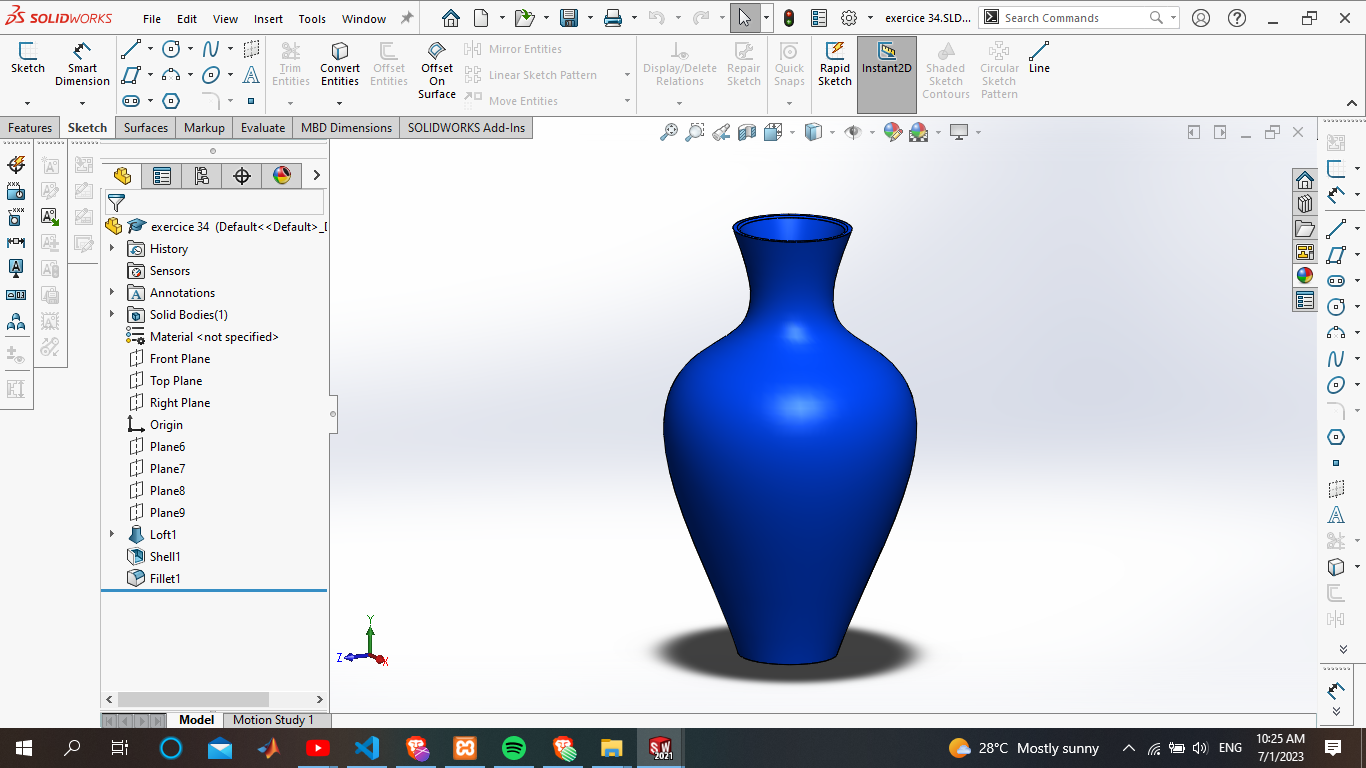 SOLIDWORKS File Edit View Insert Tools Window exercice 34.SLD... Search Commands
Sketch Smart Dimension Trim Entities Convert Entities Offset Entities Offset On Surface Mirror Entities Linear Sketch Pattern Move Entities Display/Delete Relations Repair Sketch Quick Snaps Rapid Sketch Instant2D Shaded Sketch Contours Circular Sketch Pattern Line
Features Sketch Surfaces Markup Evaluate MBD Dimensions SOLIDWORKS Add-Ins
exercice 34 (Default<<Default>_D
History
Sensors
Annotations
Solid Bodies(1)
Material <not specified>
Front Plane
Top Plane
Right Plane
Origin
Plane6
Plane7
Plane8
Plane9
Loft1
Shell1
Fillet1
Y
Z X
Model Motion Study 1
SW 2021 28°C Mostly sunny ENG 10:25 AM
7/1/2023